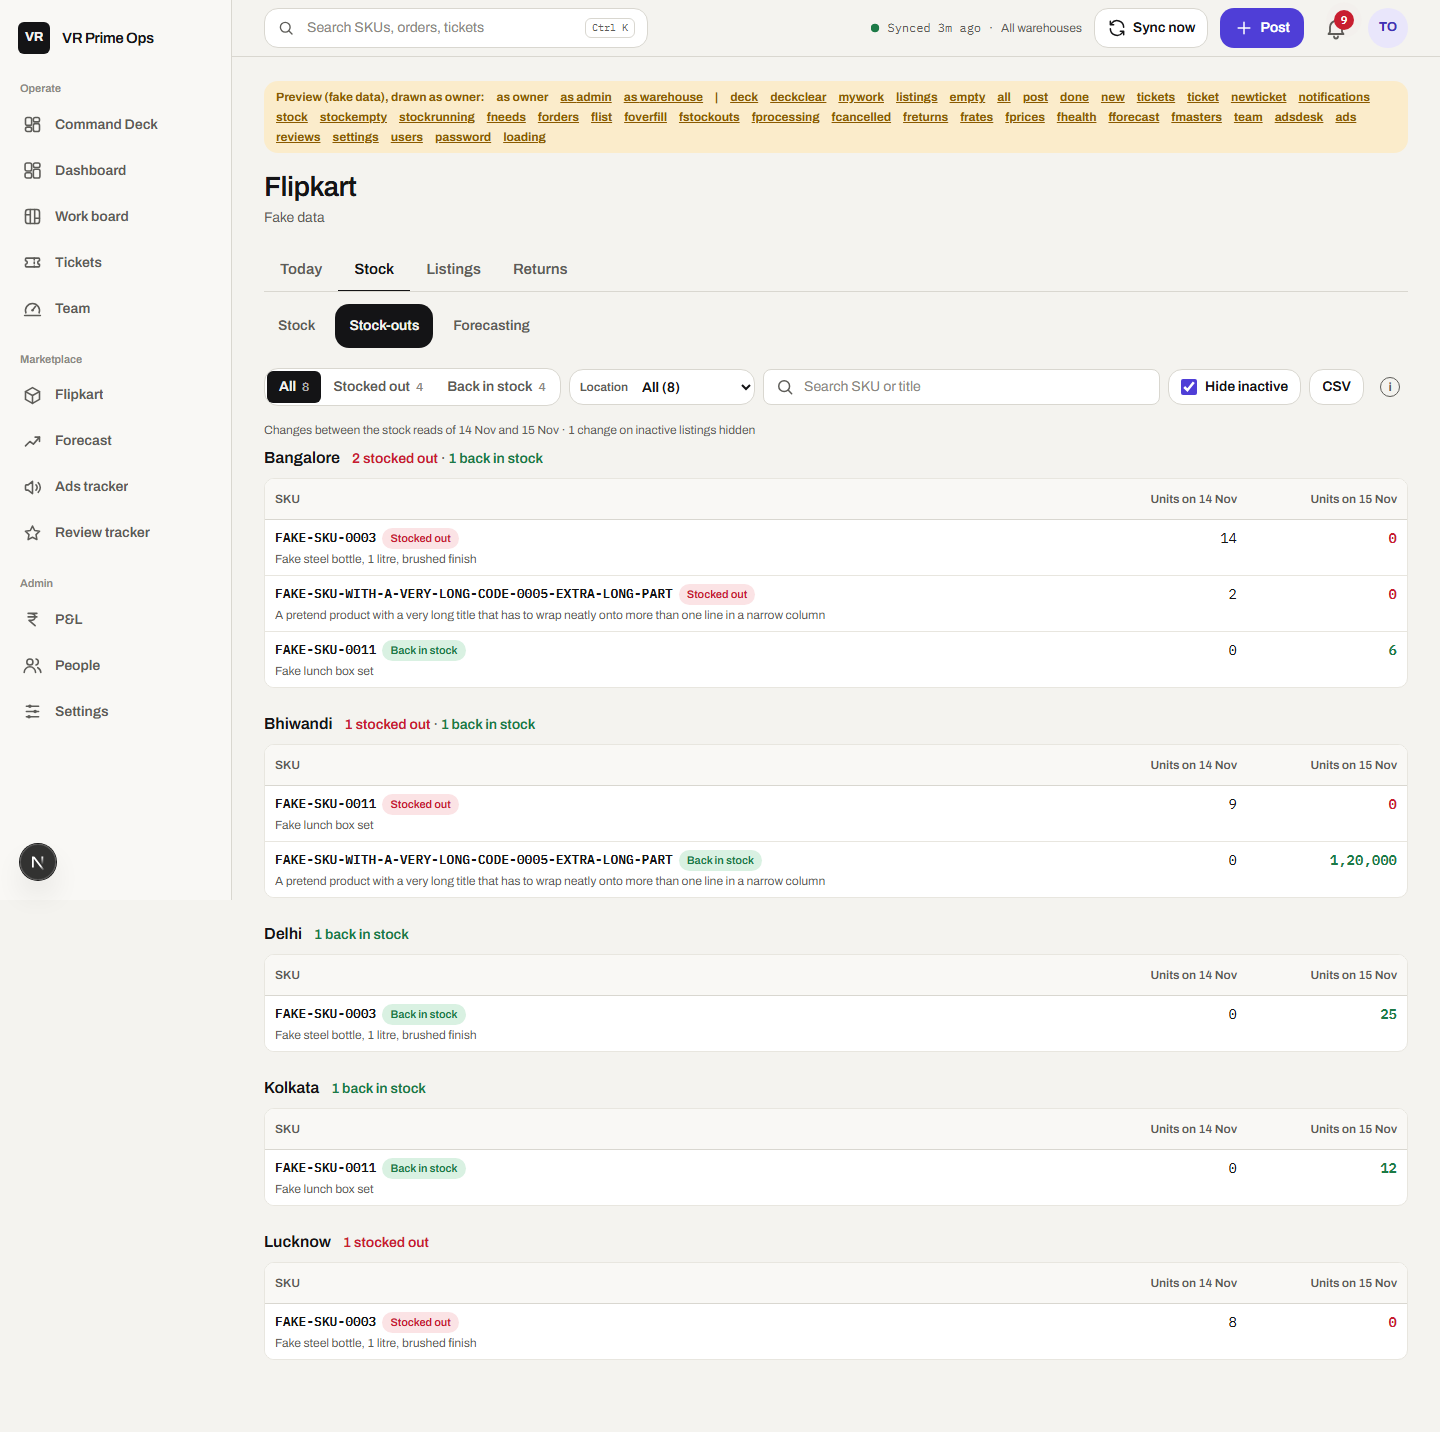 VR VR Prime Ops
Search SKUs, orders, tickets Ctrl K
Synced 3m ago · All warehouses
Sync now
Post
9
TO
Operate
Command Deck
Dashboard
Work board
Tickets
Team
Marketplace
Flipkart
Forecast
Ads tracker
Review tracker
Admin
P&L
People
Settings
N
Preview (fake data), drawn as owner: as owner as admin as warehouse | deck deckclear mywork listings empty all post done new tickets ticket newticket notifications
stock stockempty stockrunning fneeds forders flist foverfill fstockouts fprocessing fcancelled freturns frates fprices fhealth fforecast fmasters team adsdesk ads
reviews settings users password loading
Flipkart
Fake data
Today Stock Listings Returns
Stock Stock-outs Forecasting
All 8 Stocked out 4 Back in stock 4 Location All (8) Search SKU or title Hide inactive CSV i
Changes between the stock reads of 14 Nov and 15 Nov · 1 change on inactive listings hidden
Bangalore 2 stocked out · 1 back in stock
SKU Units on 14 Nov Units on 15 Nov
FAKE-SKU-0003 Stocked out 14 0
Fake steel bottle, 1 litre, brushed finish
FAKE-SKU-WITH-A-VERY-LONG-CODE-0005-EXTRA-LONG-PART Stocked out 2 0
A pretend product with a very long title that has to wrap neatly onto more than one line in a narrow column
FAKE-SKU-0011 Back in stock 0 6
Fake lunch box set
Bhiwandi 1 stocked out · 1 back in stock
SKU Units on 14 Nov Units on 15 Nov
FAKE-SKU-0011 Stocked out 9 0
Fake lunch box set
FAKE-SKU-WITH-A-VERY-LONG-CODE-0005-EXTRA-LONG-PART Back in stock 0 1,20,000
A pretend product with a very long title that has to wrap neatly onto more than one line in a narrow column
Delhi 1 back in stock
SKU Units on 14 Nov Units on 15 Nov
FAKE-SKU-0003 Back in stock 0 25
Fake steel bottle, 1 litre, brushed finish
Kolkata 1 back in stock
SKU Units on 14 Nov Units on 15 Nov
FAKE-SKU-0011 Back in stock 0 12
Fake lunch box set
Lucknow 1 stocked out
SKU Units on 14 Nov Units on 15 Nov
FAKE-SKU-0003 Stocked out 8 0
Fake steel bottle, 1 litre, brushed finish